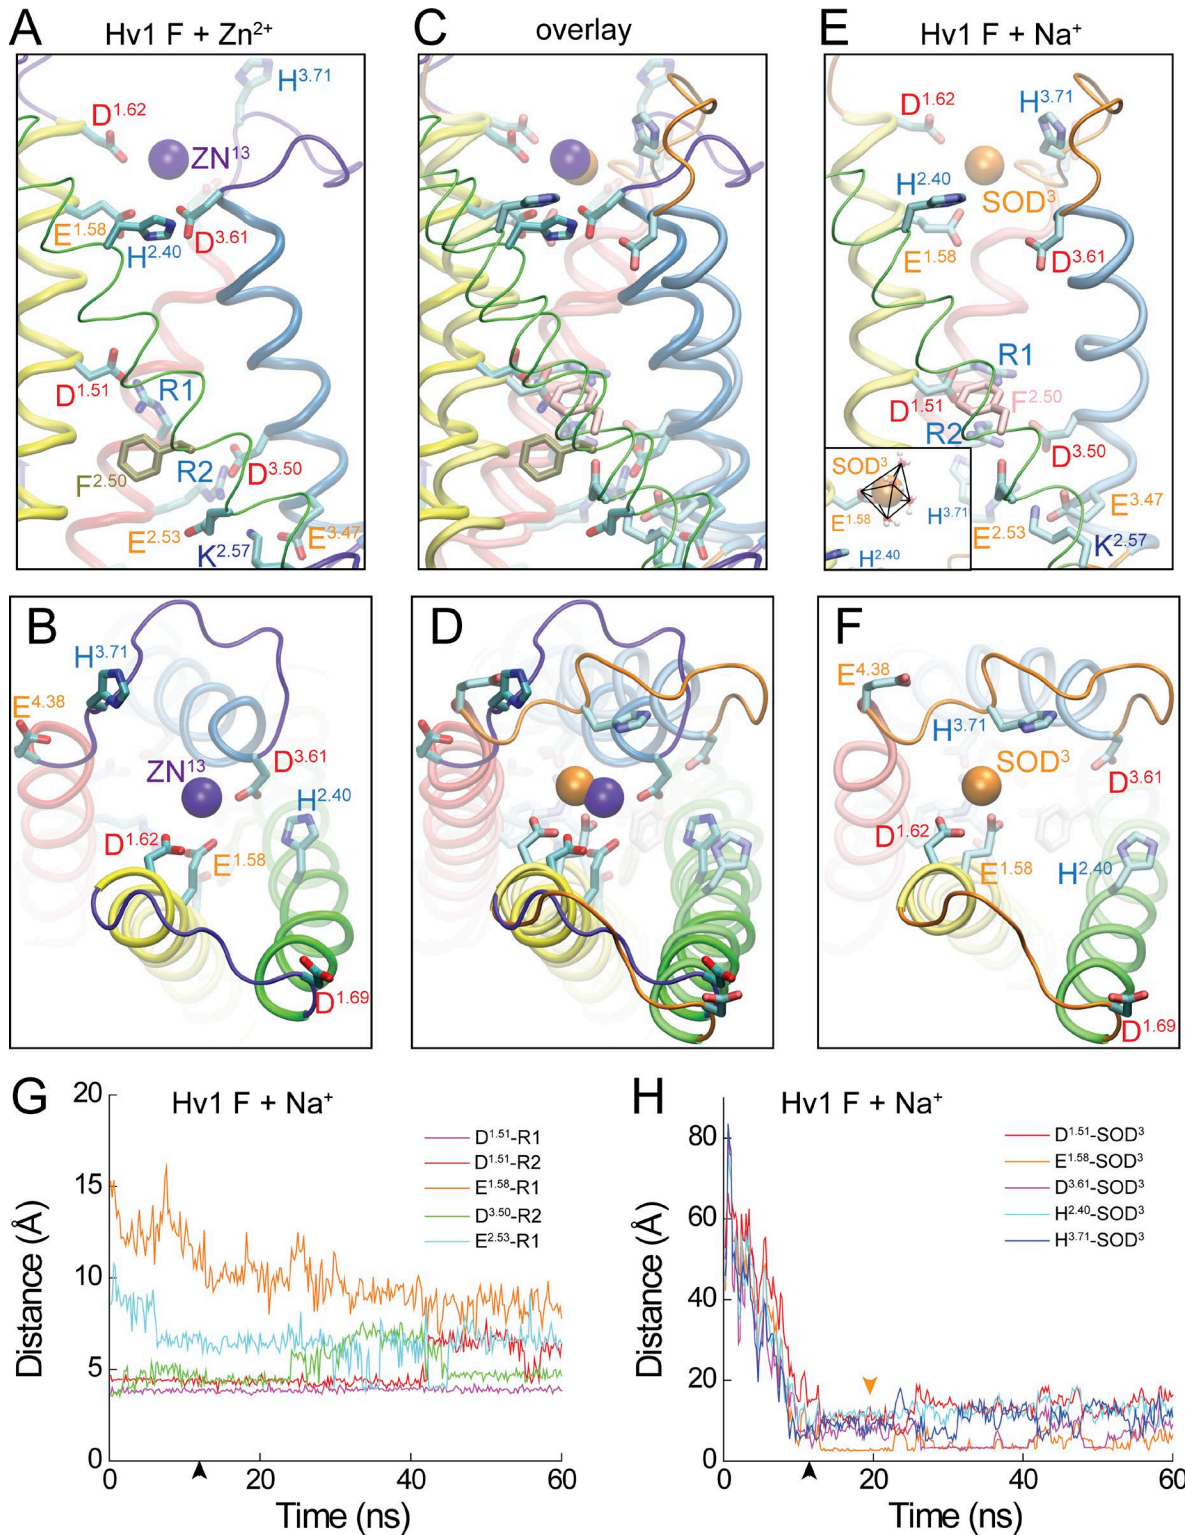 A
Hv1 F + Zn²⁺
H³·⁷¹
D¹·⁶²
ZN¹³
E¹·⁵⁸
H²·⁴⁰
D³·⁶¹
D¹·⁵¹
R1
F²·⁵⁰
R2
D³·⁵⁰
E²·⁵³
K²·⁵⁷
E³·⁴⁷
C
overlay
E
Hv1 F + Na⁺
D¹·⁶²
H³·⁷¹
H²·⁴⁰
SOD³
E¹·⁵⁸
D³·⁶¹
R1
D¹·⁵¹
F²·⁵⁰
R2
D³·⁵⁰
SOD³
E¹·⁵⁸
H³·⁷¹
H²·⁴⁰
E²·⁵³
E³·⁴⁷
K²·⁵⁷
B
H³·⁷¹
E⁴·³⁸
ZN¹³
D³·⁶¹
H²·⁴⁰
D¹·⁶²
E¹·⁵⁸
D¹·⁶⁹
D
F
E⁴·³⁸
H³·⁷¹
SOD³
D³·⁶¹
D¹·⁶²
E¹·⁵⁸
H²·⁴⁰
D¹·⁶⁹
G
Hv1 F + Na⁺
D¹·⁵¹-R1
D¹·⁵¹-R2
E¹·⁵⁸-R1
D³·⁵⁰-R2
E²·⁵³-R1
Distance (Å)
20
15
10
5
0
0 20 40 60
Time (ns)
H
Hv1 F + Na⁺
D¹·⁵¹-SOD³
E¹·⁵⁸-SOD³
D³·⁶¹-SOD³
H²·⁴⁰-SOD³
H³·⁷¹-SOD³
Distance (Å)
80
60
40
20
0
0 20 40 60
Time (ns)